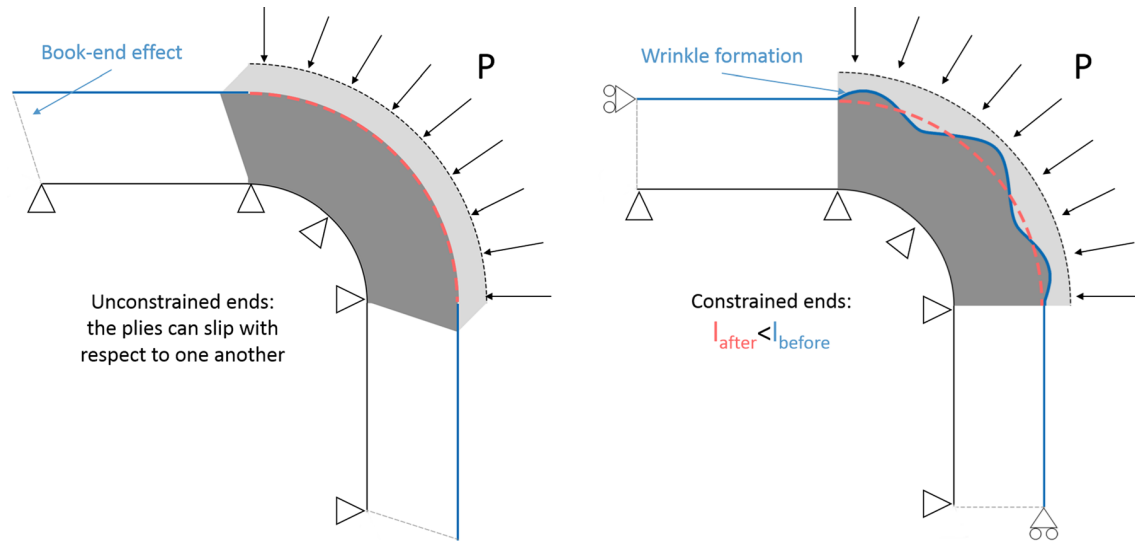 Book-end effect
P
Unconstrained ends:
the plies can slip with
respect to one another
Wrinkle formation
P
Constrained ends:
lafter<lbefore